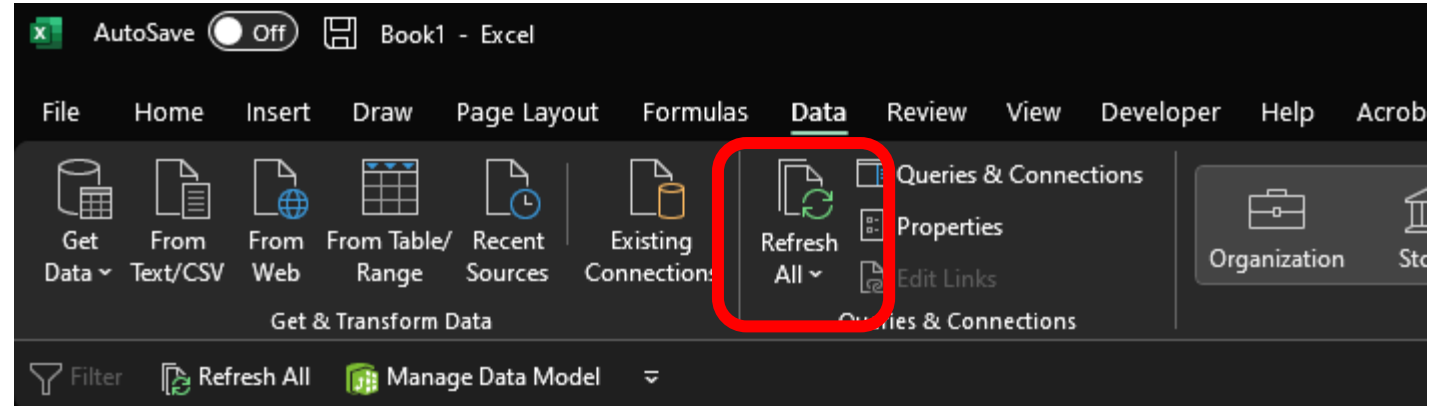 AutoSave Off Book1 - Excel
File Home Insert Draw Page Layout Formulas Data Review View Developer Help Acrob
Get Data
From Text/CSV
From Web
From Table/ Range
Recent Sources
Existing Connections
Refresh All
Queries & Connections
Properties
Edit Links
Organization
Sto
Get & Transform Data
Queries & Connections
Filter Refresh All Manage Data Model